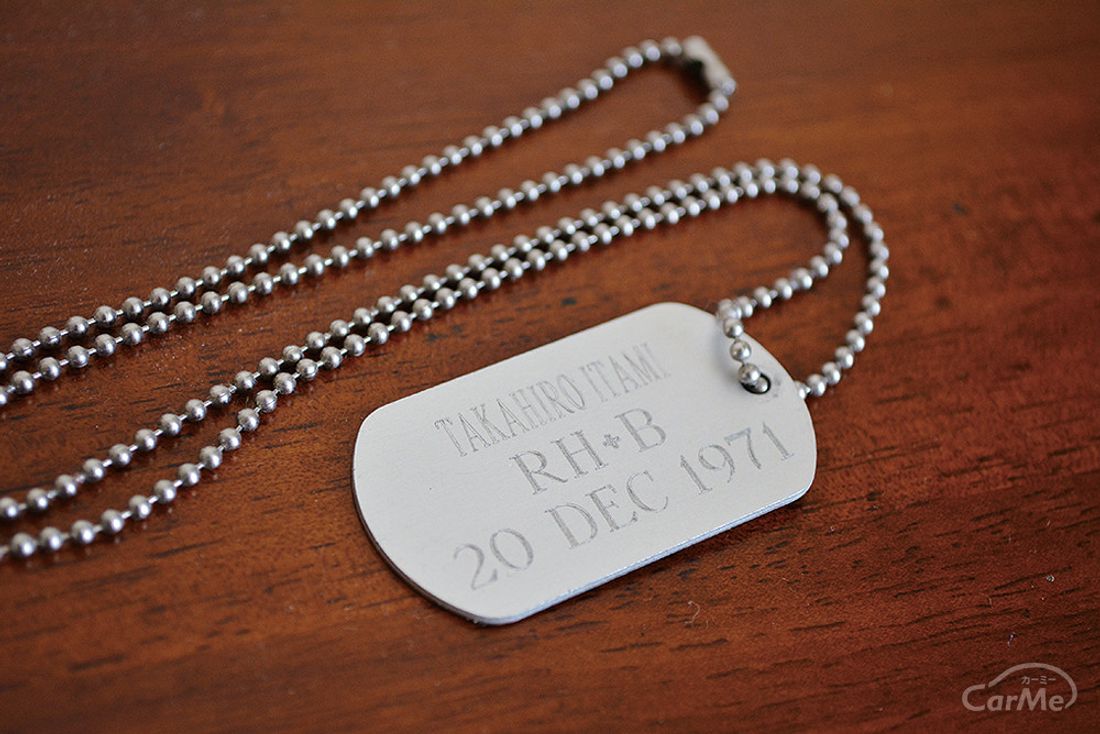 TAKAHIRO ITAMI
RH+B
20 DEC 1971
カーミー
CarMe